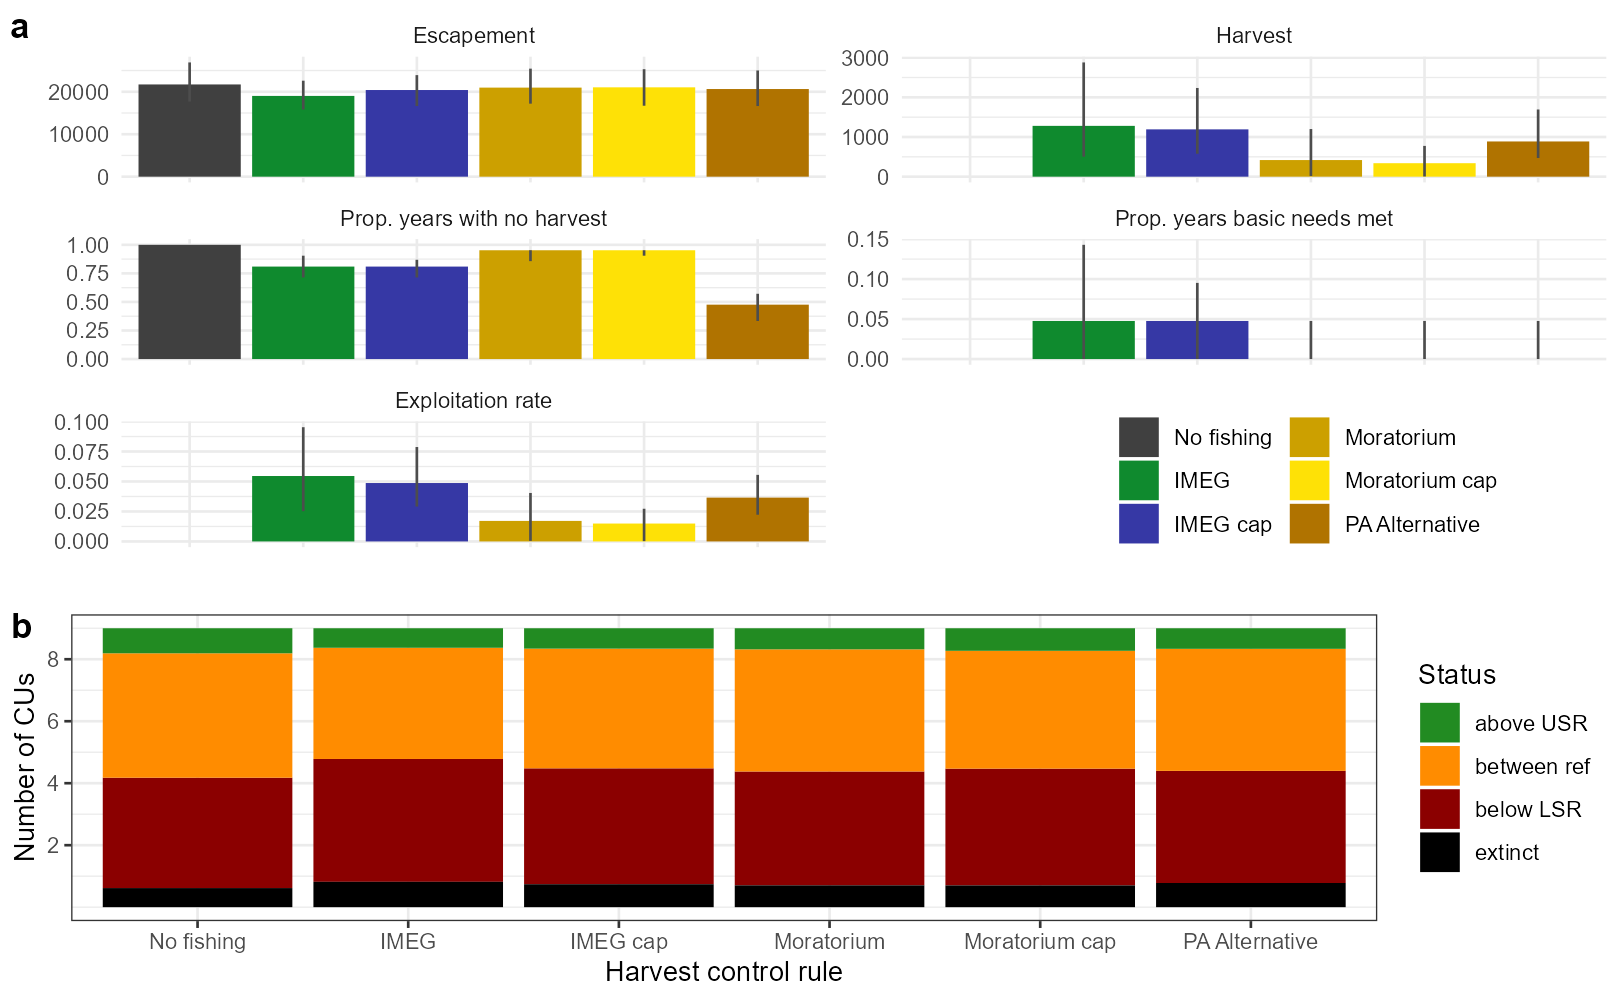 a
Escapement
20000
10000
0
Harvest
3000
2000
1000
0
Prop. years with no harvest
1.00
0.75
0.50
0.25
0.00
Prop. years basic needs met
0.15
0.10
0.05
0.00
Exploitation rate
0.100
0.075
0.050
0.025
0.000
No fishing
IMEG
IMEG cap
Moratorium
Moratorium cap
PA Alternative
b
Number of CUs
8
6
4
2
No fishing
IMEG
IMEG cap
Moratorium
Moratorium cap
PA Alternative
Harvest control rule
Status
above USR
between ref
below LSR
extinct